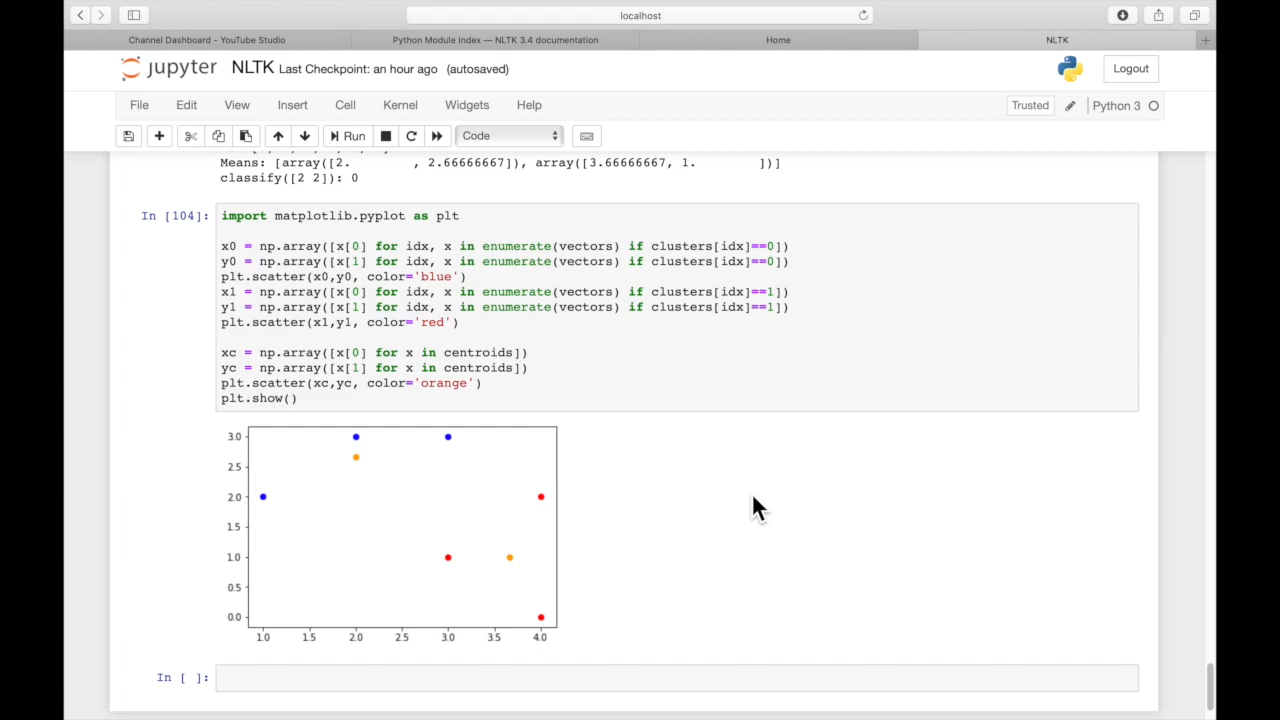 localhost
Channel Dashboard - YouTube Studio
Python Module Index — NLTK 3.4 documentation
Home
NLTK
+
jupyter NLTK Last Checkpoint: an hour ago (autosaved)
Logout
File Edit View Insert Cell Kernel Widgets Help
Trusted
Python 3
Run
Code
Means: [array([2. , 2.66666667]), array([3.66666667, 1. ])]
classify([2 2]): 0
In [104]:
import matplotlib.pyplot as plt
x0 = np.array([x[0] for idx, x in enumerate(vectors) if clusters[idx]==0])
y0 = np.array([x[1] for idx, x in enumerate(vectors) if clusters[idx]==0])
plt.scatter(x0,y0, color='blue')
x1 = np.array([x[0] for idx, x in enumerate(vectors) if clusters[idx]==1])
y1 = np.array([x[1] for idx, x in enumerate(vectors) if clusters[idx]==1])
plt.scatter(x1,y1, color='red')
xc = np.array([x[0] for x in centroids])
yc = np.array([x[1] for x in centroids])
plt.scatter(xc,yc, color='orange')
plt.show()
3.0
2.5
2.0
1.5
1.0
0.5
0.0
1.0 1.5 2.0 2.5 3.0 3.5 4.0
In [ ]: